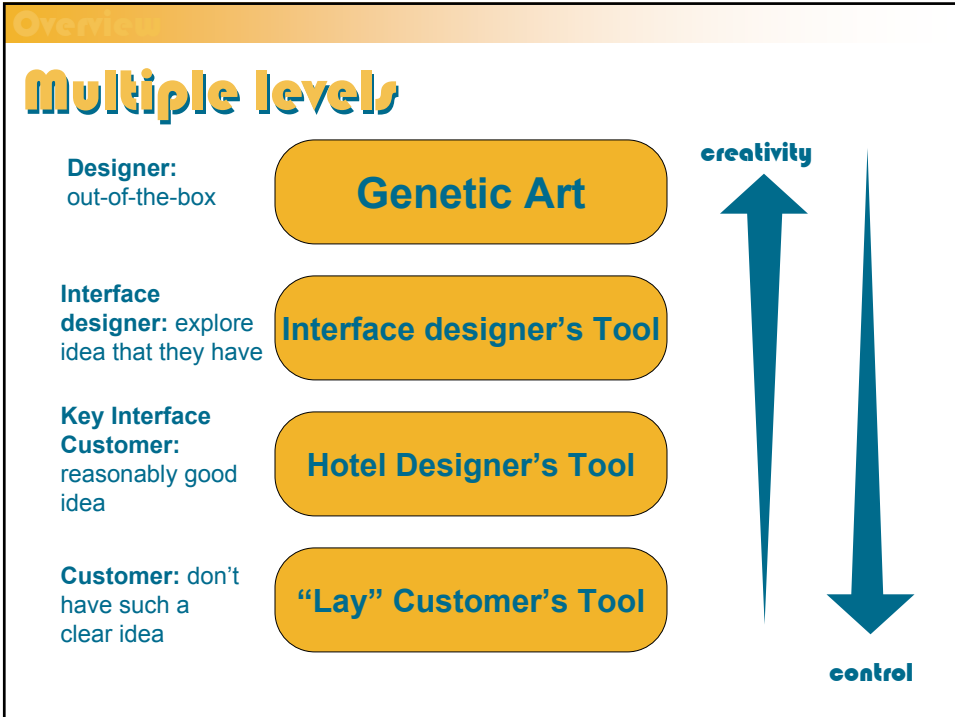 Overview
Multiple levels
Designer:
out-of-the-box
Genetic Art
creativity
Interface
designer: explore
idea that they have
Interface designer’s Tool
Key Interface
Customer:
reasonably good
idea
Hotel Designer’s Tool
Customer: don’t
have such a
clear idea
“Lay” Customer’s Tool
control